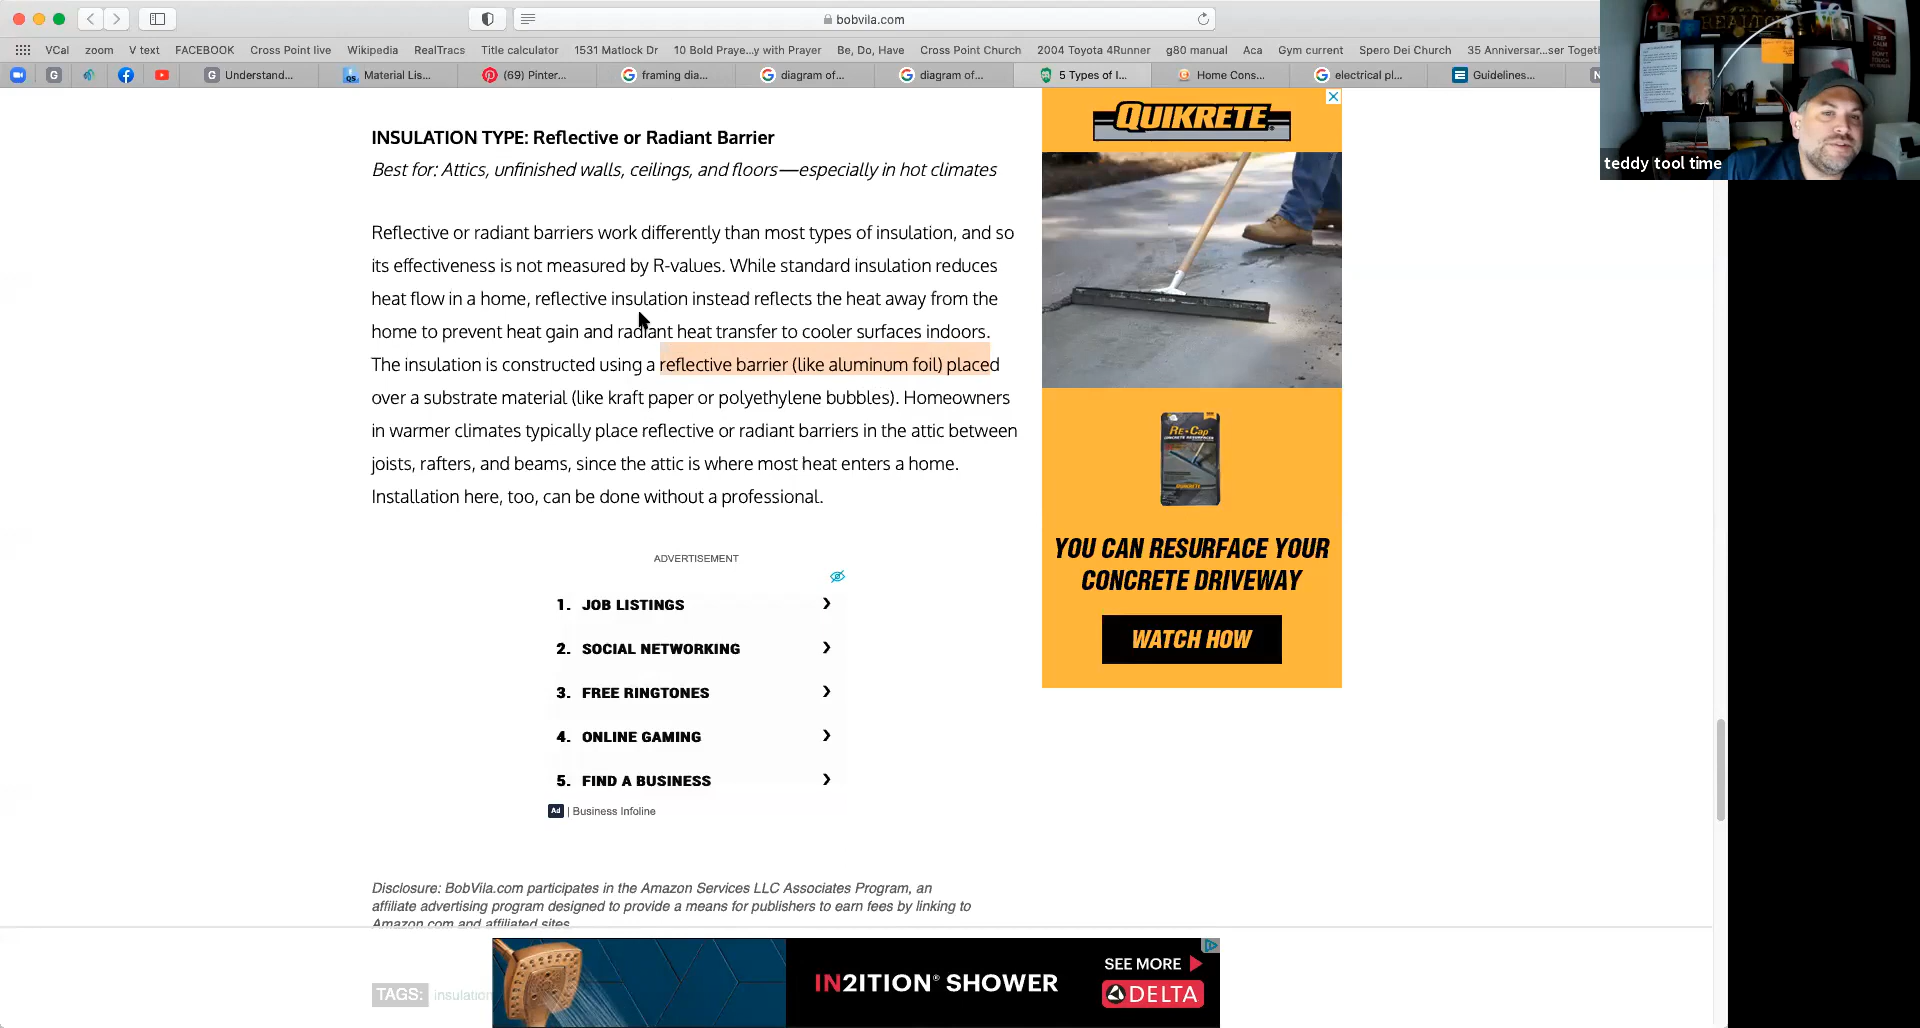 bobvila.com
VCal zoom V text FACEBOOK Cross Point live Wikipedia RealTracs Title calculator 1531 Matlock Dr 10 Bold Praye...y with Prayer Be, Do, Have Cross Point Church 2004 Toyota 4Runner g80 manual Aca Gym current Spero Dei Church 35 Anniversar...ser Togeth
Understand... Material Lis... (69) Pinter... framing dia... diagram of... diagram of... 5 Types of I... Home Cons... electrical pl... Guidelines...
teddy tool time
INSULATION TYPE: Reflective or Radiant Barrier
Best for: Attics, unfinished walls, ceilings, and floors—especially in hot climates
Reflective or radiant barriers work differently than most types of insulation, and so
its effectiveness is not measured by R-values. While standard insulation reduces
heat flow in a home, reflective insulation instead reflects the heat away from the
home to prevent heat gain and radiant heat transfer to cooler surfaces indoors.
The insulation is constructed using a reflective barrier (like aluminum foil) placed
over a substrate material (like kraft paper or polyethylene bubbles). Homeowners
in warmer climates typically place reflective or radiant barriers in the attic between
joists, rafters, and beams, since the attic is where most heat enters a home.
Installation here, too, can be done without a professional.
QUIKRETE
RE-CAP
CONCRETE RESURFACER
QUIKRETE
YOU CAN RESURFACE YOUR
CONCRETE DRIVEWAY
WATCH HOW
ADVERTISEMENT
1. JOB LISTINGS
2. SOCIAL NETWORKING
3. FREE RINGTONES
4. ONLINE GAMING
5. FIND A BUSINESS
Ad | Business Infoline
Disclosure: BobVila.com participates in the Amazon Services LLC Associates Program, an
affiliate advertising program designed to provide a means for publishers to earn fees by linking to
Amazon.com and affiliated sites.
TAGS: insulation
IN2ITION® SHOWER
SEE MORE
DELTA